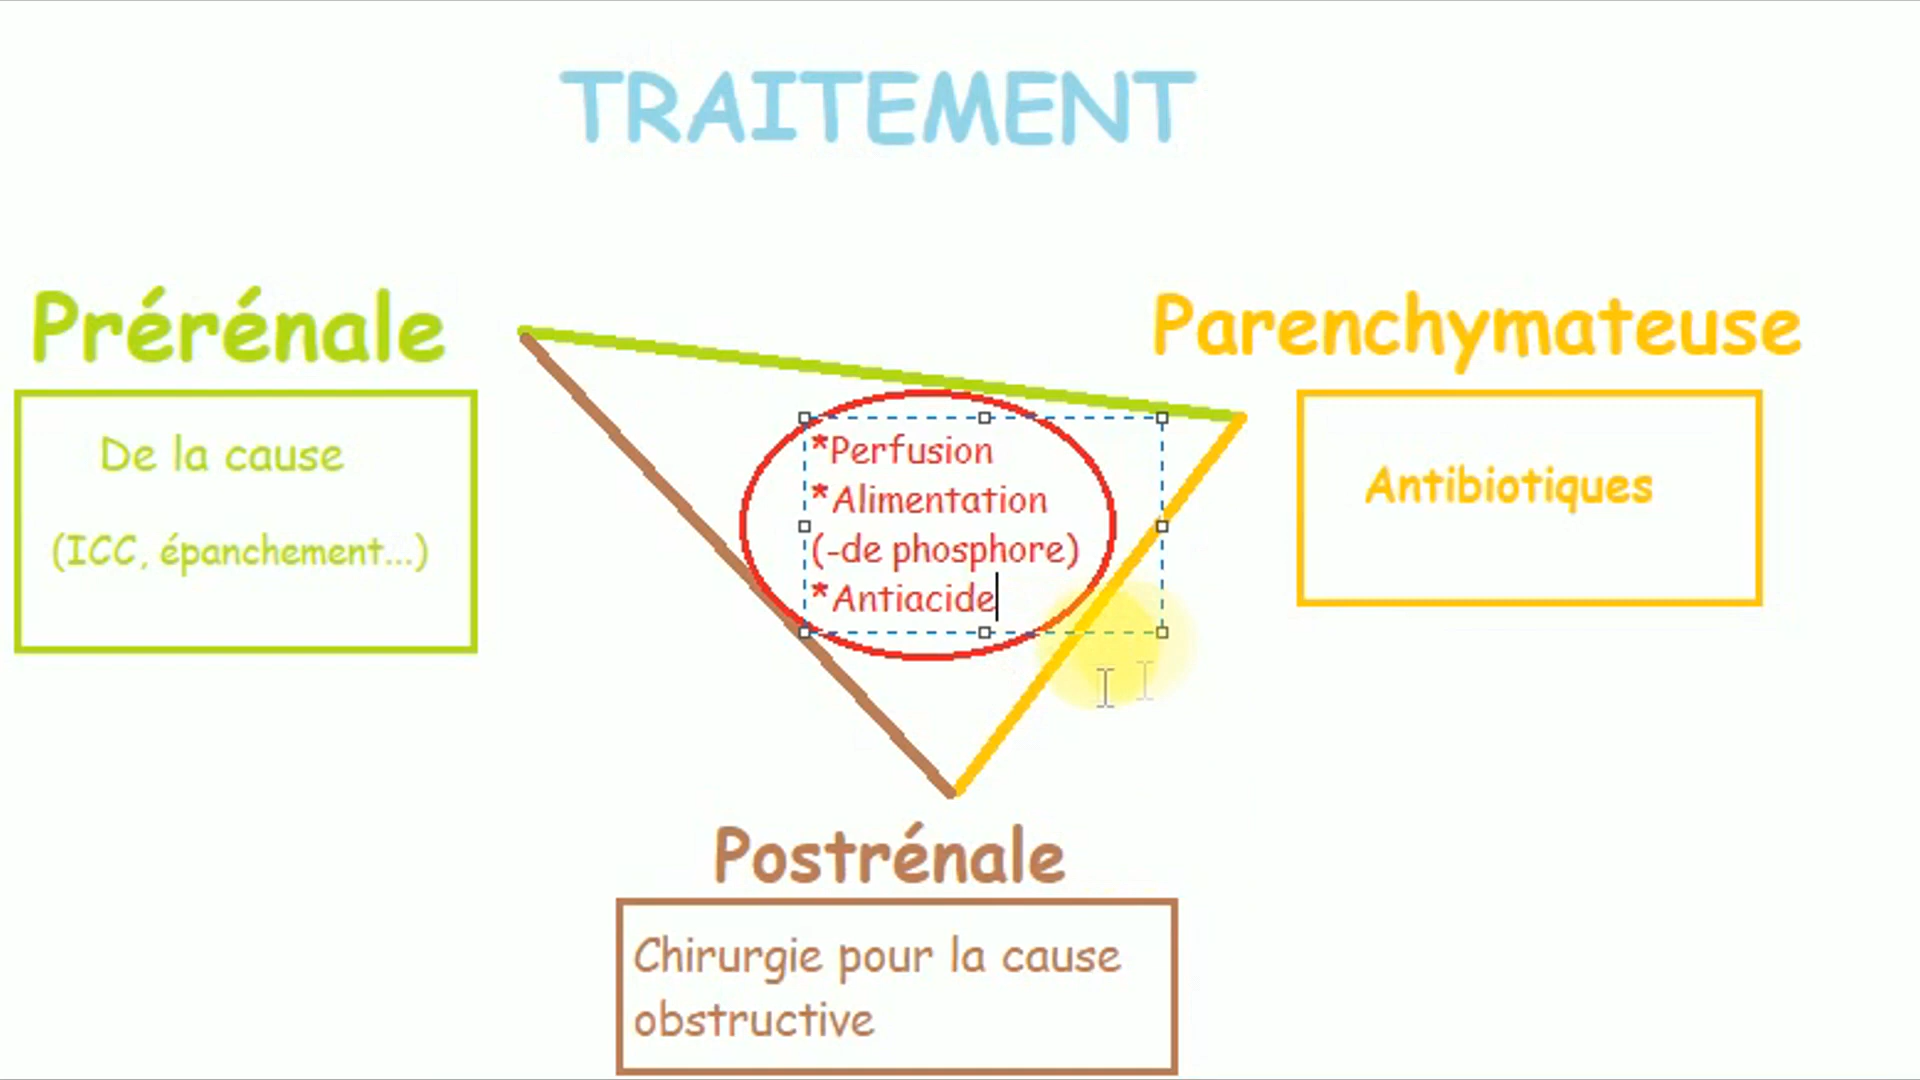 TRAITEMENT
Prérénale
De la cause
(ICC, épanchement...)
Parenchymateuse
Antibiotiques
*Perfusion
*Alimentation
(-de phosphore)
*Antiacide
Postrénale
Chirurgie pour la cause
obstructive